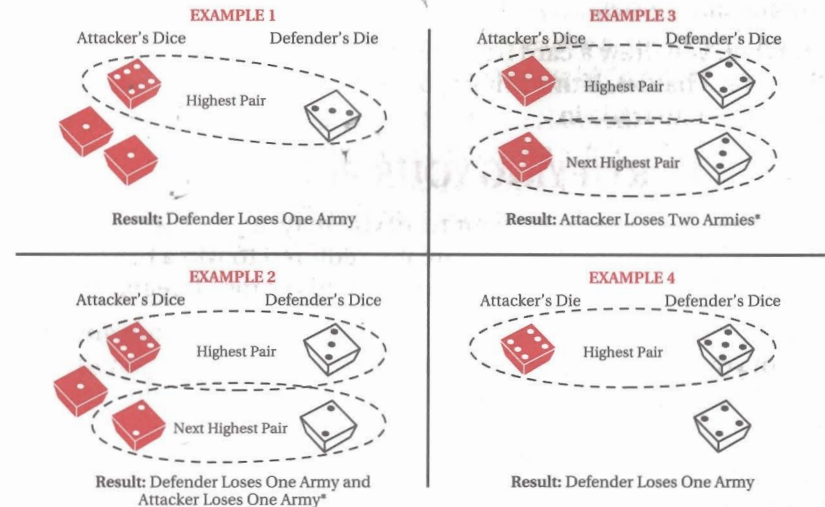 EXAMPLE 1
Attacker's Dice
Defender's Die
Highest Pair
Result: Defender Loses One Army
EXAMPLE 3
Attacker's Dice
Defender's Dice
Highest Pair
Next Highest Pair
Result: Attacker Loses Two Armies*
EXAMPLE 2
Attacker's Dice
Defender's Dice
Highest Pair
Next Highest Pair
Result: Defender Loses One Army and
Attacker Loses One Army*
EXAMPLE 4
Attacker's Die
Defender's Dice
Highest Pair
Result: Defender Loses One Army